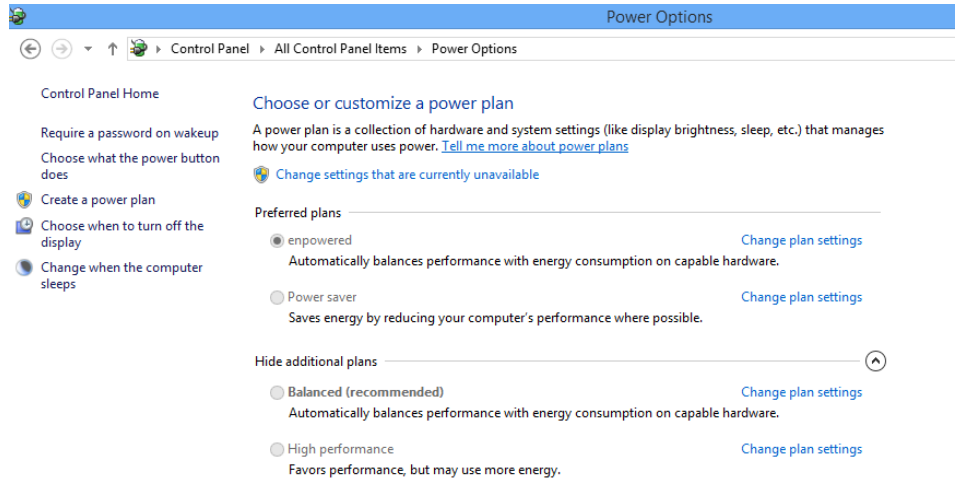 Power Options
Control Panel All Control Panel Items Power Options
Control Panel Home
Require a password on wakeup
Choose what the power button
does
Create a power plan
Choose when to turn off the
display
Change when the computer
sleeps
Choose or customize a power plan
A power plan is a collection of hardware and system settings (like display brightness, sleep, etc.) that manages
how your computer uses power. Tell me more about power plans
Change settings that are currently unavailable
Preferred plans
enpowered Change plan settings
Automatically balances performance with energy consumption on capable hardware.
Power saver Change plan settings
Saves energy by reducing your computer's performance where possible.
Hide additional plans
Balanced (recommended) Change plan settings
Automatically balances performance with energy consumption on capable hardware.
High performance Change plan settings
Favors performance, but may use more energy.